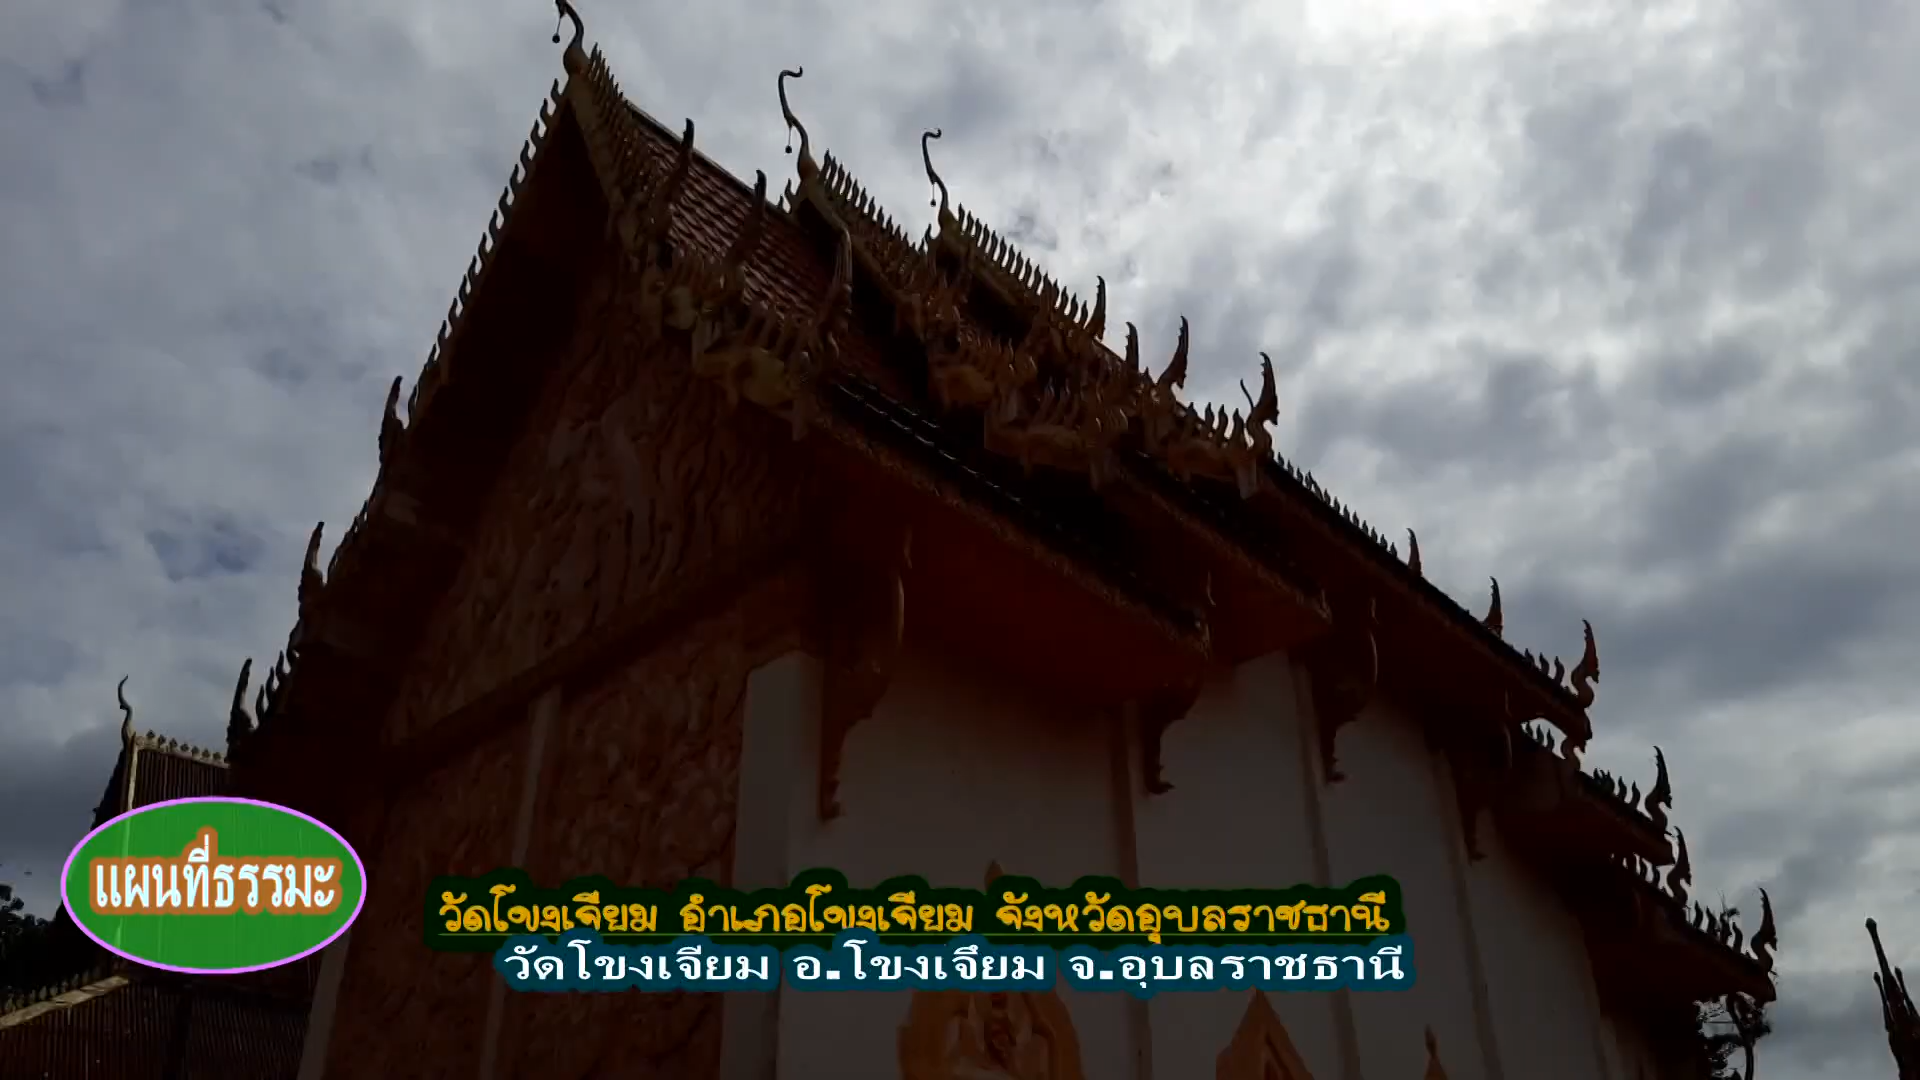 แผนที่ธรรมะ
วัดโขงเจียม อำเภอโขงเจียม จังหวัดอุบลราชธานี
วัดโขงเจียม อ.โขงเจียม จ.อุบลราชธานี